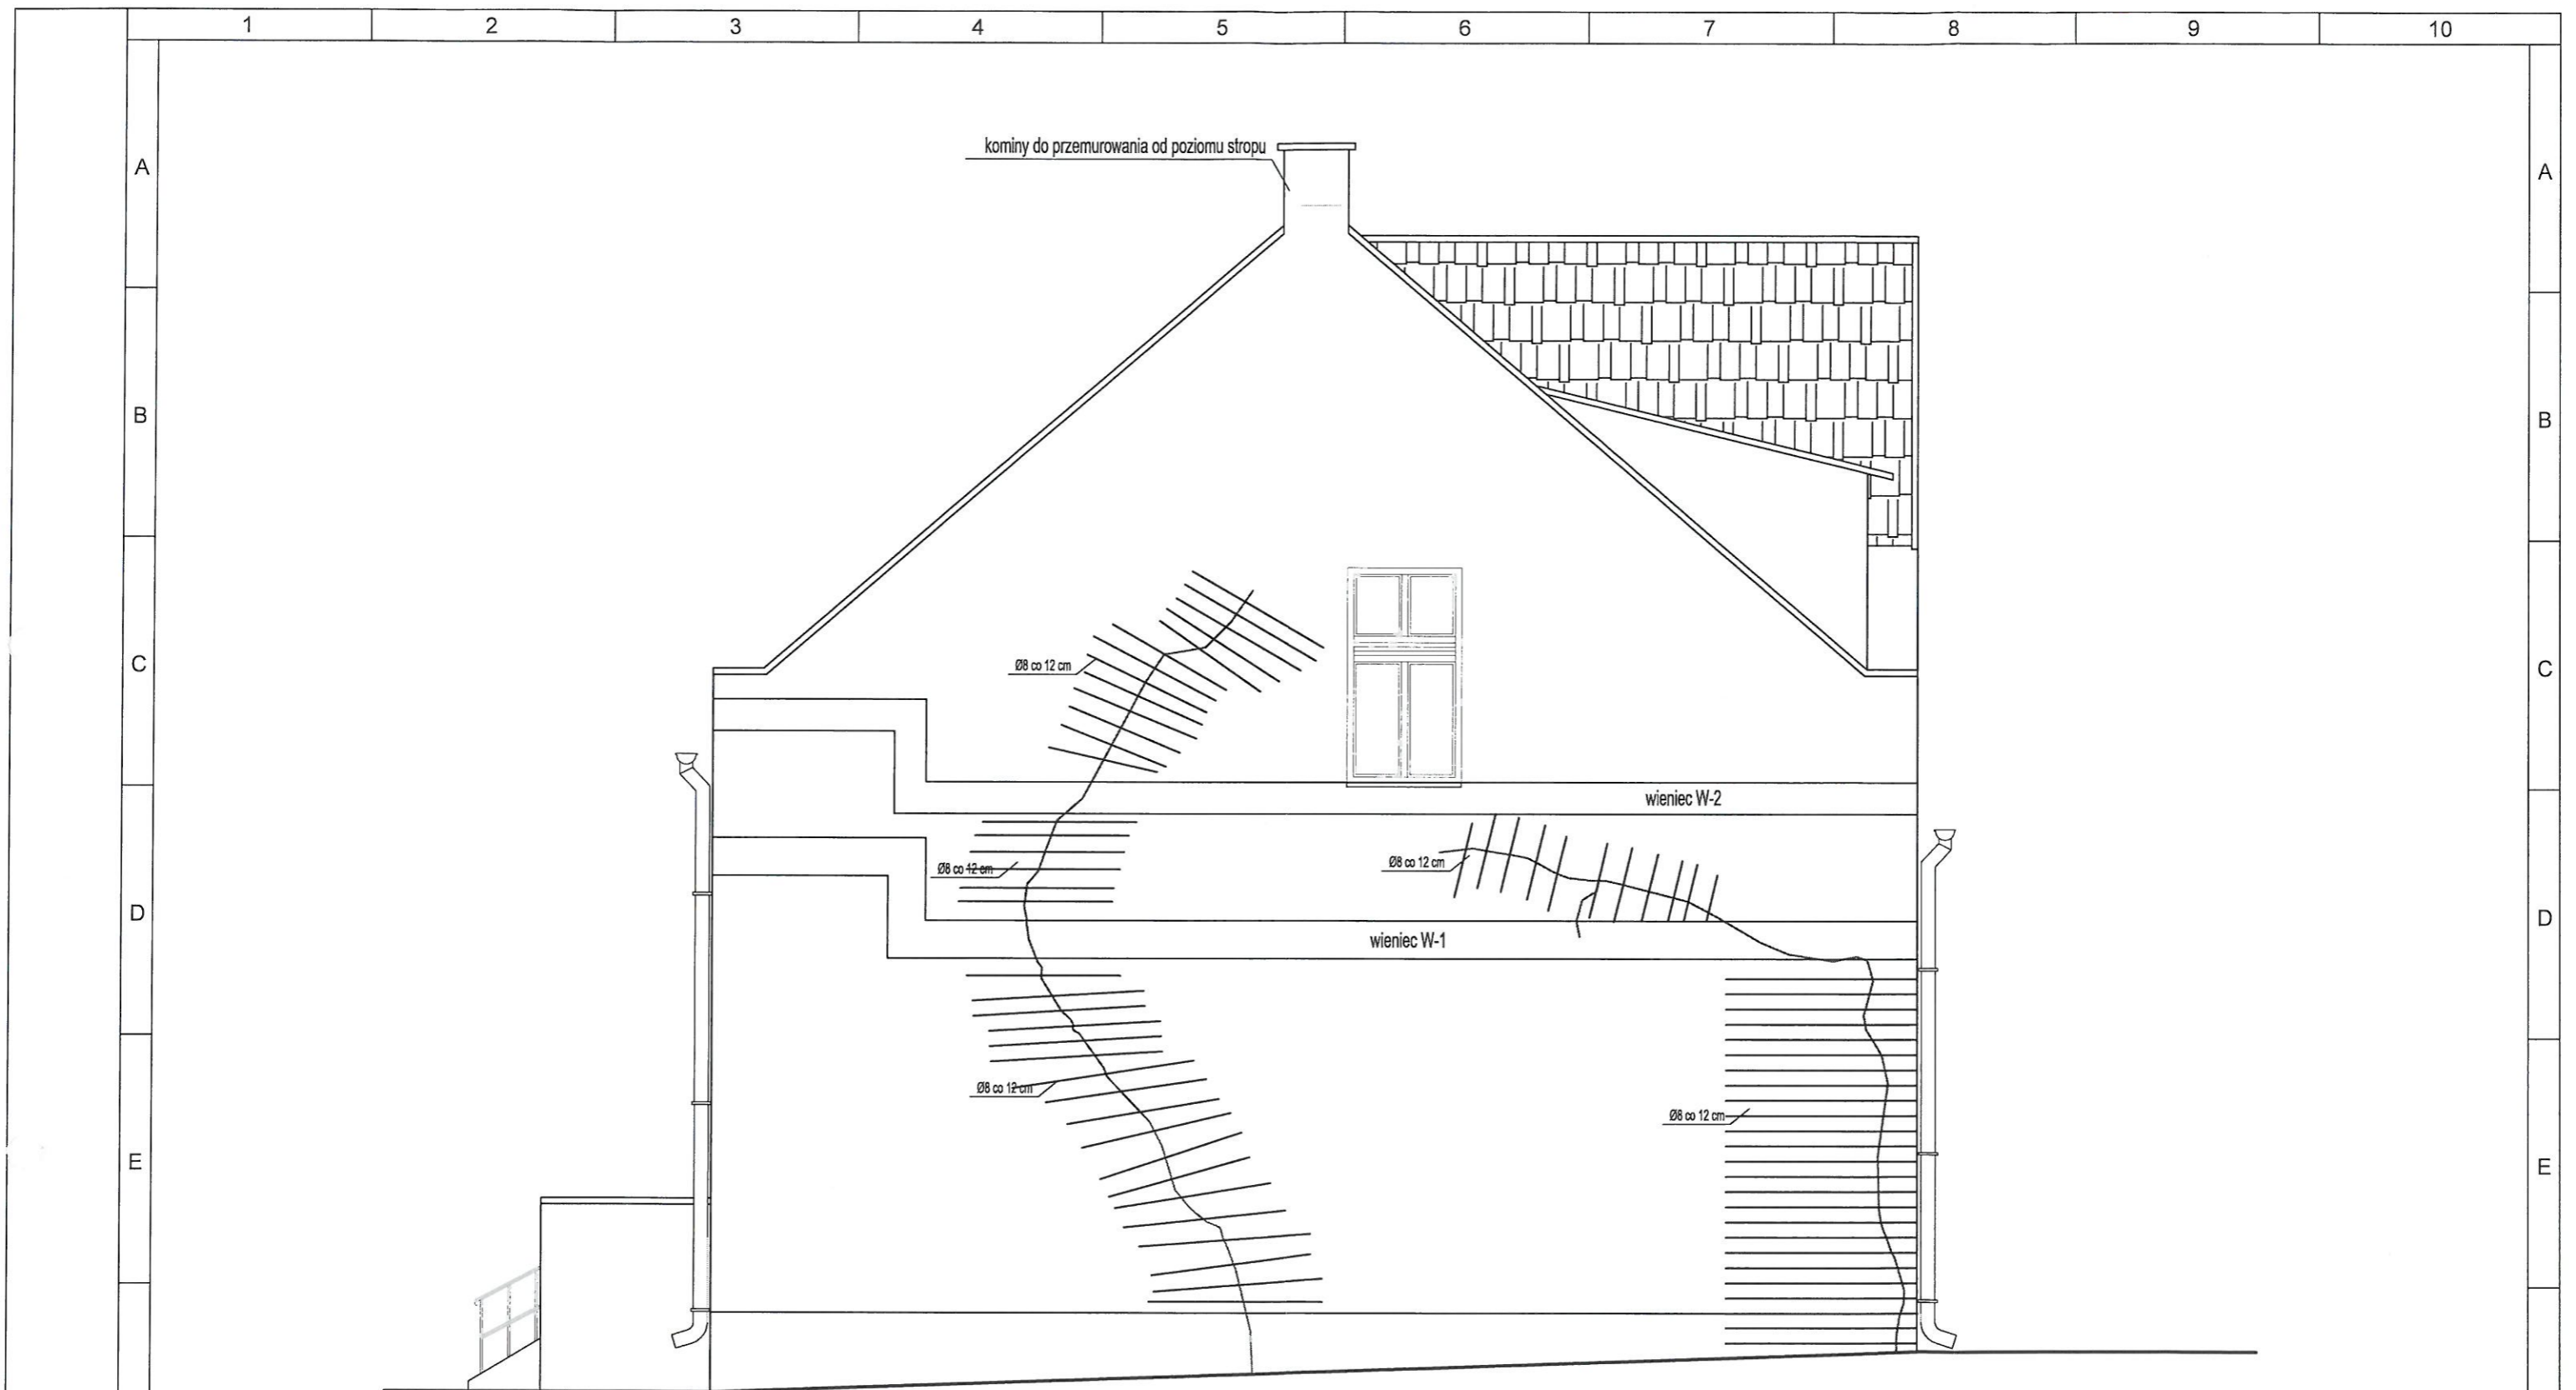 1 2 3 4 5 6 7 8 9 10
A A
kominy do przemurowania od poziomu stropu
B B
C C
Ø8 co 12 cm
wieniec W-2
Ø8 co 12 cm
Ø8 co 12 cm
D D
wieniec W-1
Ø8 co 12 cm
Ø8 co 12 cm
E E